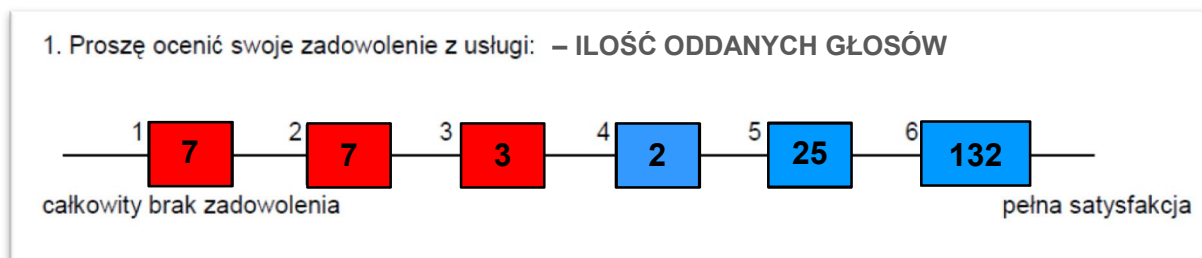 1. Proszę ocenić swoje zadowolenie z usługi: – ILOŚĆ ODDANYCH GŁOSÓW
1 7 2 7 3 3 4 2 5 25 6 132
całkowity brak zadowolenia pełna satysfakcja